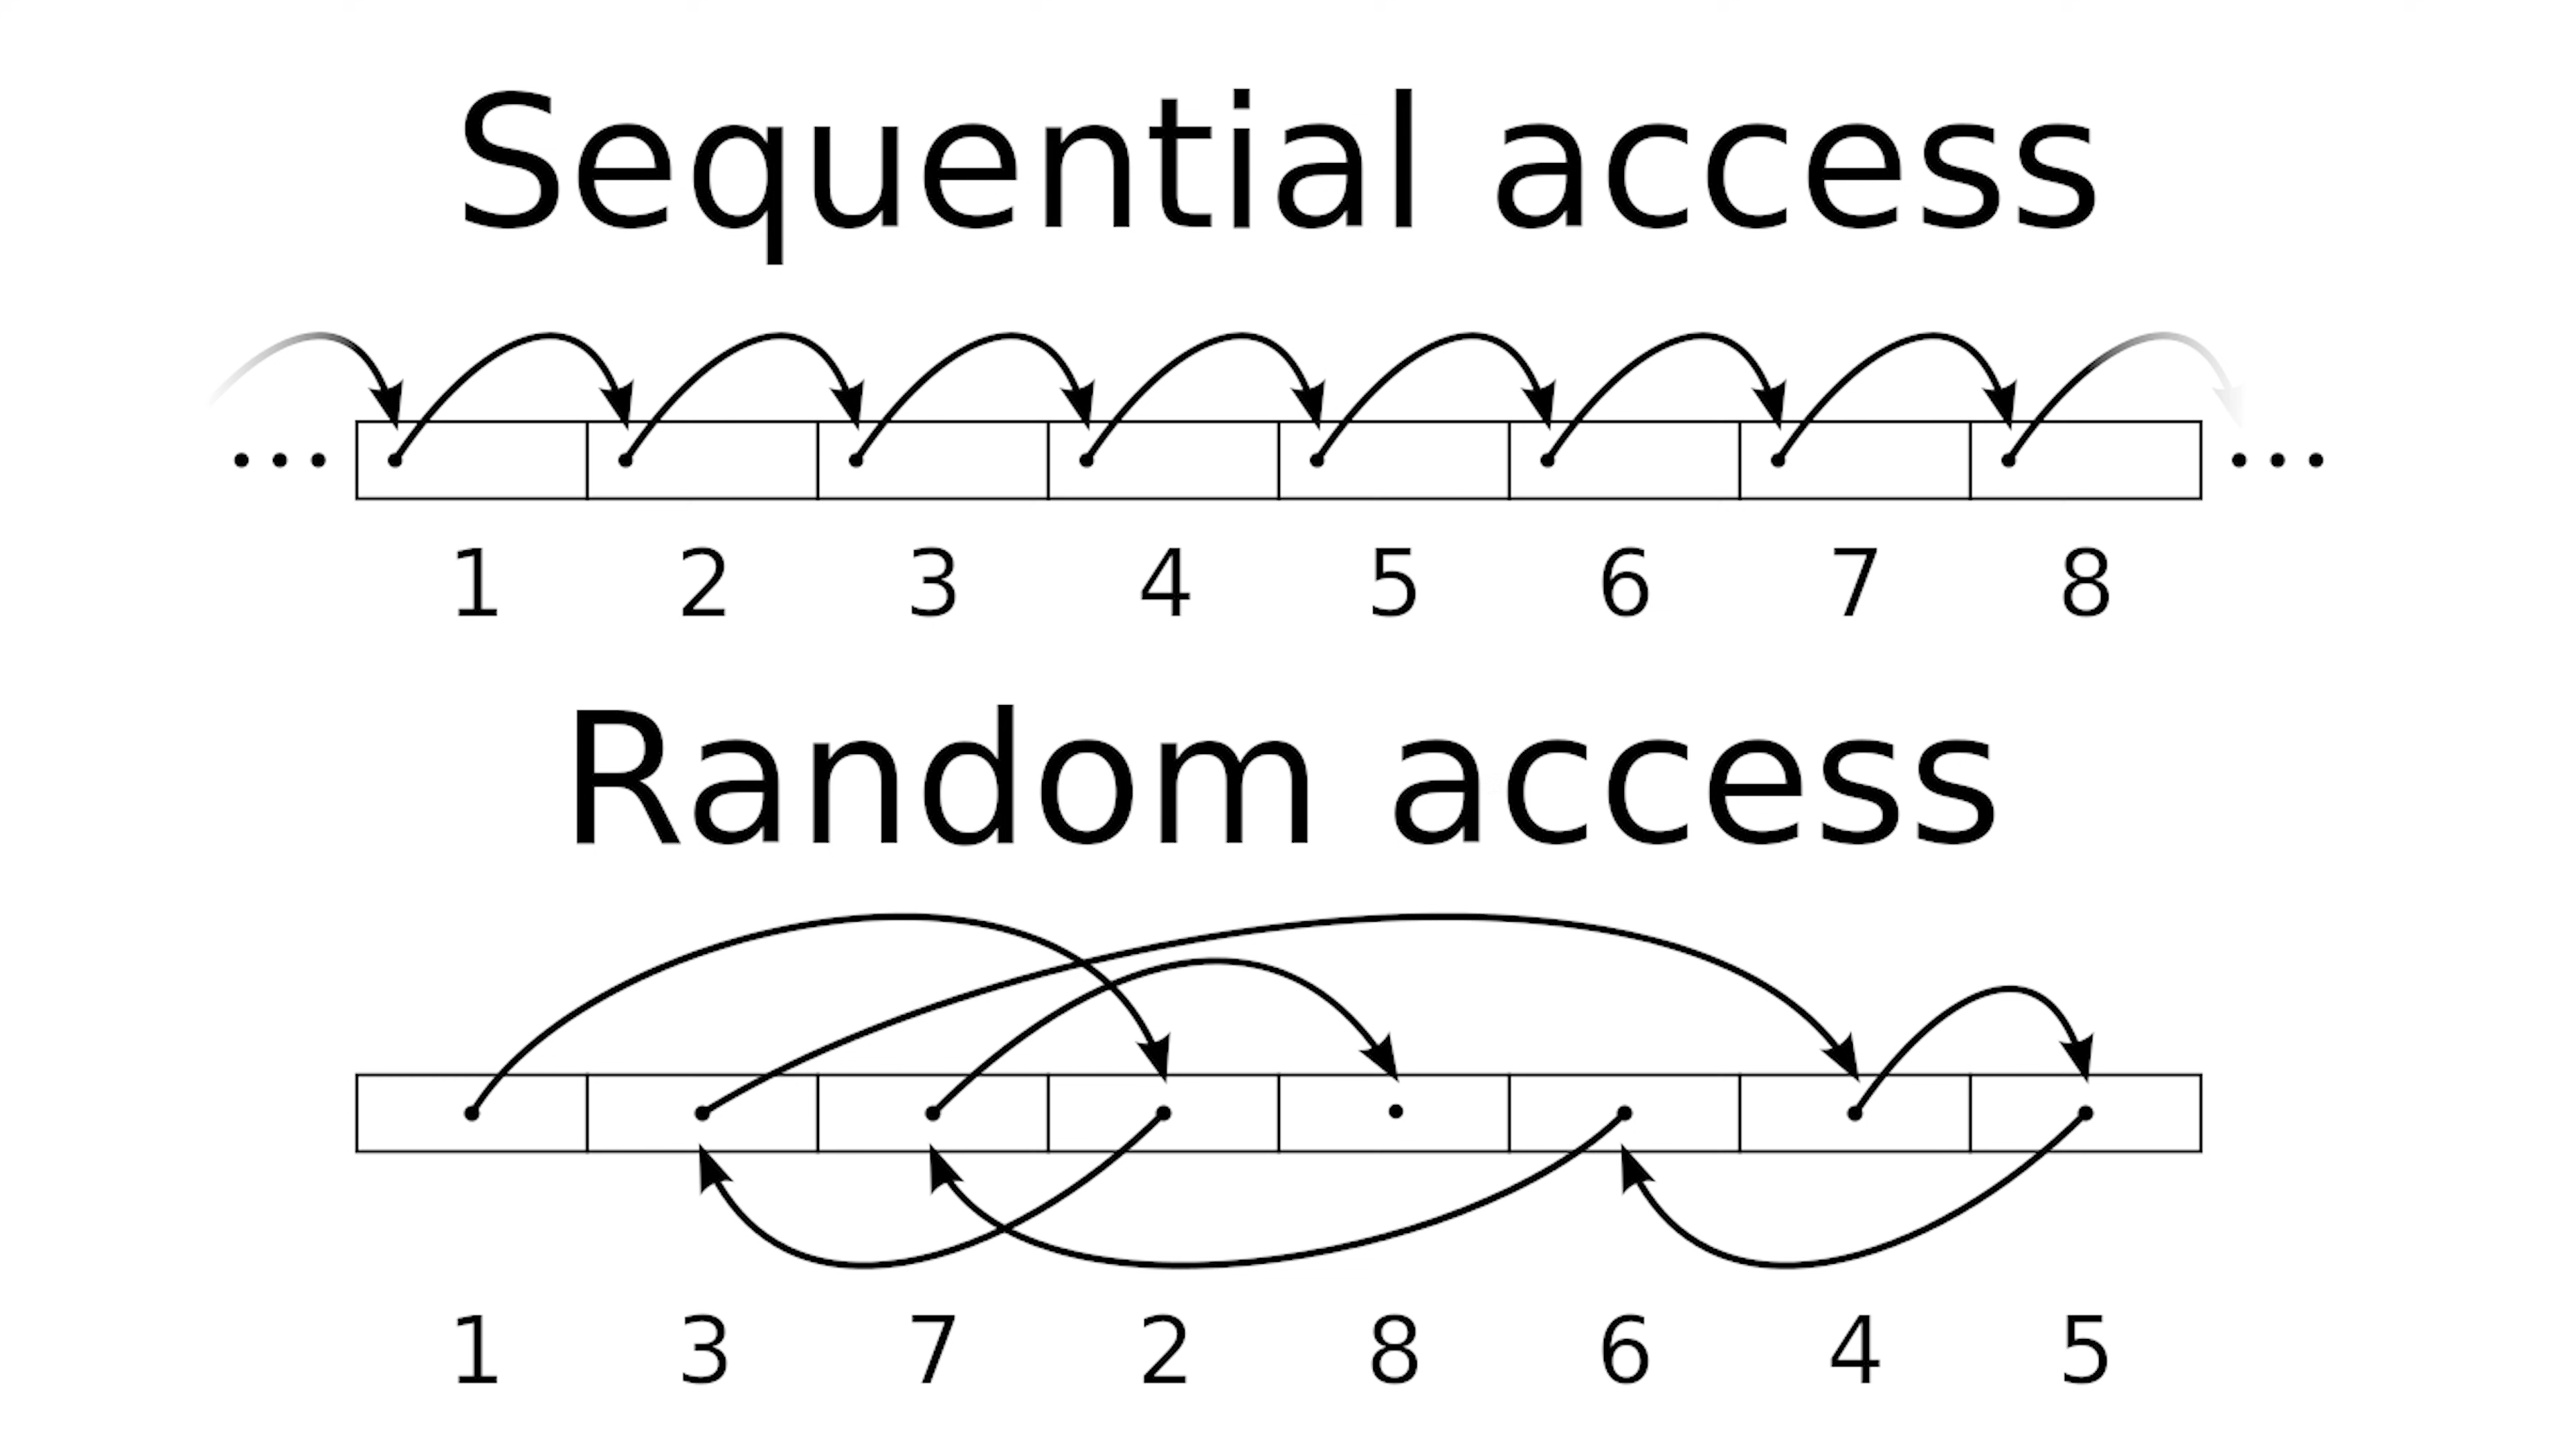 Sequential access
... ...
1 2 3 4 5 6 7 8
Random access
1 3 7 2 8 6 4 5